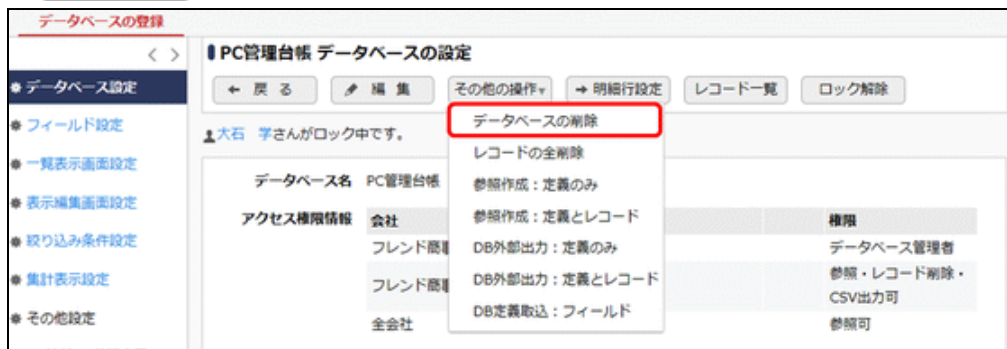 データベースの登録
PC管理台帳 データベースの設定
データベース設定
← 戻 る
編 集
その他の操作▾
→ 明細行設定
レコード一覧
ロック解除
フィールド設定
大石 学さんがロック中です。
データベースの削除
レコードの全削除
参照作成：定義のみ
参照作成：定義とレコード
DB外部出力：定義のみ
DB外部出力：定義とレコード
DB定義取込：フィールド
一覧表示画面設定
表示編集画面設定
絞り込み条件設定
集計表示設定
その他設定
データベース名 PC管理台帳
アクセス権限情報
会社
権限
フレンド商
データベース管理者
フレンド商
参照・レコード削除・
CSV出力可
全会社
参照可